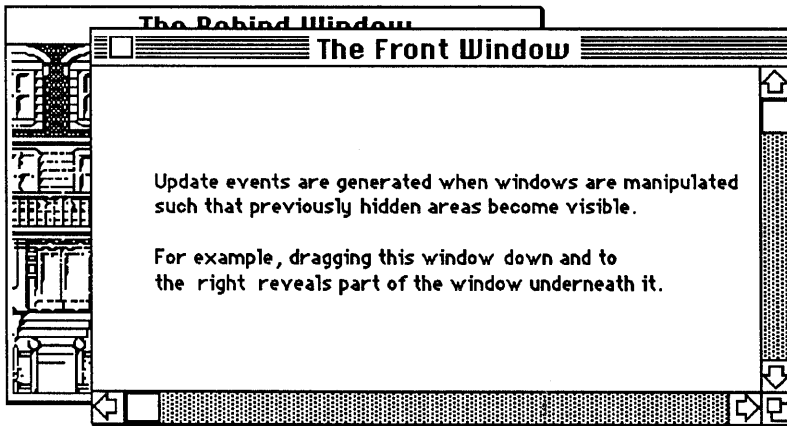 The Behind Window
The Front Window
Update events are generated when windows are manipulated
such that previously hidden areas become visible.
For example, dragging this window down and to
the right reveals part of the window underneath it.